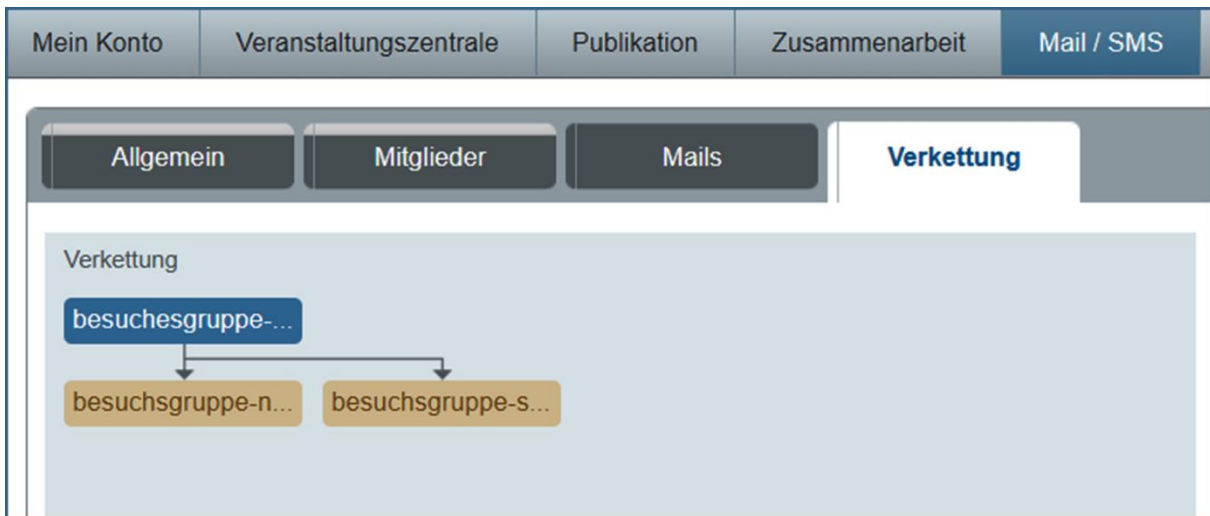 Mein Konto Veranstaltungszentrale Publikation Zusammenarbeit Mail / SMS
Allgemein Mitglieder Mails Verkettung
Verkettung
besuchesgruppe-...
besuchsgruppe-n... besuchsgruppe-s...